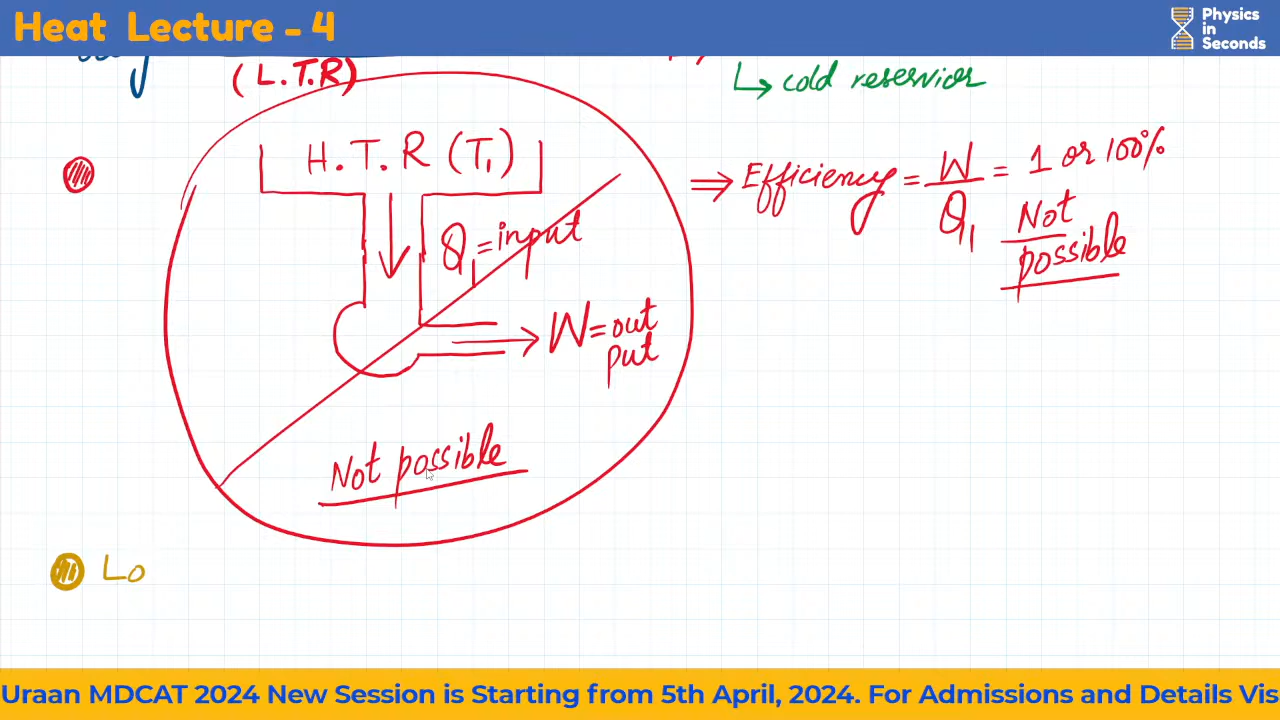 Heat Lecture - 4
Physics
in
Seconds
(L.T.R)
↳ cold reservior
H.T.R (T₁)
Q₁ = input
W = out
put
Not possible
⇒ Efficiency = W/Q₁ = 1 or 100%
Not
possible
Lo
Uraan MDCAT 2024 New Session is Starting from 5th April, 2024. For Admissions and Details Vis